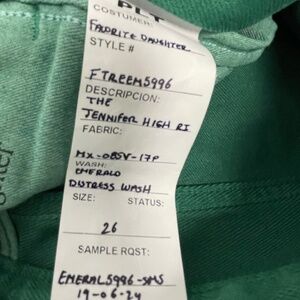 PLT
COSTUMER:
FAVORITE DAUGHTER
STYLE #
FTREEM5996
DESCRIPCION:
THE
JENNIFER HIGH RI
FABRIC:
MX-085V-17P
WASH:
EMERALD
DISTRESS WASH
SIZE: STATUS:
26
SAMPLE RQST:
EMERAL5996-SMS
19-06-24